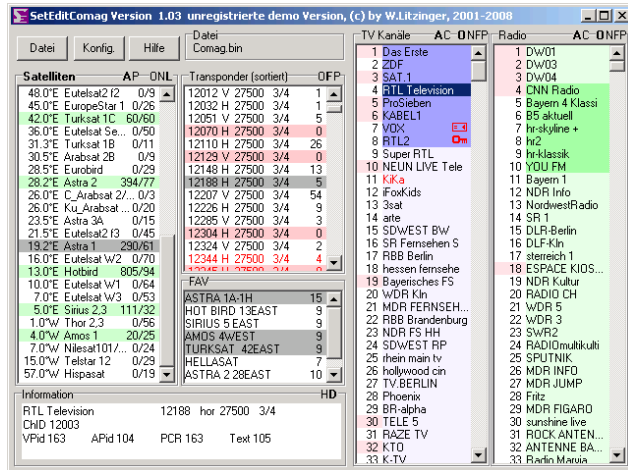 SetEditComag Version 1.03 unregistrierte demo Version, (c) by W.Litzinger, 2001-2008
Datei
Konfig.
Hilfe
Datei
Comag.bin
Satelliten AP ONL
48.0°E Eutelsat2 f2 0/9
45.0°E EuropeStar 1 0/26
42.0°E Turksat 1C 60/60
36.0°E Eutelsat Se... 0/50
31.3°E Turksat 1B 0/11
30.5°E Arabsat 2B 0/9
28.5°E Eurobird 0/29
28.2°E Astra 2 394/77
26.0°E C_Arabsat 2/... 0/3
26.0°E Ku_Arabsat ... 0/20
23.5°E Astra 3A 0/15
21.5°E Eutelsat2 f3 0/45
19.2°E Astra 1 290/61
16.0°E Eutelsat W2 0/70
13.0°E Hotbird 805/94
10.0°E Eutelsat W1 0/64
7.0°E Eutelsat W3 0/53
5.0°E Sirius 2,3 111/32
1.0°W Thor 2,3 0/56
4.0°W Amos 1 20/25
7.0°W Nilesat101/... 0/24
15.0°W Telstar 12 0/29
57.0°W Hispasat 0/19
Transponder (sortiert) OFP
12012 V 27500 3/4 1
12032 H 27500 3/4 1
12051 V 27500 3/4 5
12070 H 27500 3/4 0
12110 H 27500 3/4 26
12129 V 27500 3/4 0
12148 H 27500 3/4 13
12188 H 27500 3/4 5
12207 V 27500 3/4 54
12226 H 27500 3/4 9
12285 V 27500 3/4 3
12304 H 27500 3/4 0
12324 V 27500 3/4 2
12344 H 27500 3/4 4
12245 H 27500 3/4 0
FAV
ASTRA 1A-1H 15
HOT BIRD 13EAST 9
SIRIUS 5 EAST 9
AMOS 4WEST 9
TURKSAT 42EAST 9
HELLASAT 7
ASTRA 2 28EAST 10
TV Kanäle AC ONFP
1 Das Erste
2 ZDF
3 SAT.1
4 RTL Television
5 ProSieben
6 KABEL1
7 VOX
8 RTL2
9 Super RTL
10 NEUN LIVE Tele
11 KiKa
12 iFoxKids
13 3sat
14 arte
15 SDWEST BW
16 SR Fernsehen S
17 RBB Berlin
18 hessen fernsehe
19 Bayerisches FS
20 WDR Kln
21 MDR FERNSEH...
22 RBB Brandenburg
23 NDR FS HH
24 SDWEST RP
25 rhein main tv
26 hollywood cin
27 TV.BERLIN
28 Phoenix
29 BR-alpha
30 TELE 5
31 RAZE TV
32 KTO
33 K-TV
Radio AC ONFP
1 DW01
2 DW03
3 DW04
4 CNN Radio
5 Bayern 4 Klassi
6 B5 aktuell
7 hr-skyline +
8 hr2
9 hr-klassik
10 YOU FM
11 Bayern 1
12 NDR Info
13 NordwestRadio
14 SR 1
15 DLR-Berlin
16 DLF-Kln
17 sterreich 1
18 ESPACE KIOS...
19 NDR Kultur
20 RADIO CH
21 WDR 5
22 WDR 3
23 SWR2
24 RADIOmultikulti
25 SPUTNIK
26 MDR INFO
27 MDR JUMP
28 Fritz
29 MDR FIGARO
30 sunshine live
31 ROCK ANTEN...
32 ANTENNE BA...
33 Radio Maruia
Information HD
RTL Television 12188 hor 27500 3/4
ChID 12003
VPid 163 APid 104 PCR 163 Text 105